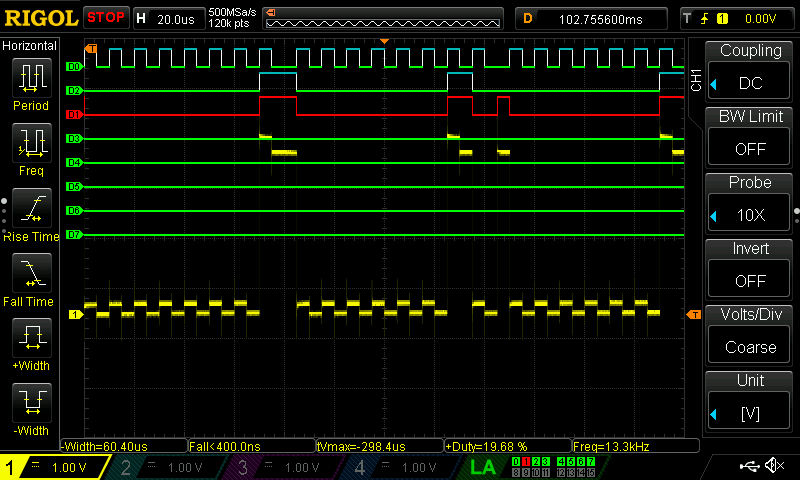 RIGOL STOP H 20.0us 500MSa/s 120k pts D 102.755600ms T 1 0.00V
Horizontal
Period
Freq
Rise Time
Fall Time
+Width
-Width
T
D0
D2
D1
D3
D4
D5
D6
D7
1
T
CH1
Coupling
DC
BW Limit
OFF
Probe
10X
Invert
OFF
Volts/Div
Coarse
Unit
[V]
-Width=60.40us Fall<400.0ns tVmax=-298.4us +Duty=19.68 % Freq=13.3kHz
1 1.00 V 2 1.00 V 3 1.00 V 4 1.00 V LA 0 1 2 3 4 5 6 7
8 9 10 11 12 13 14 15